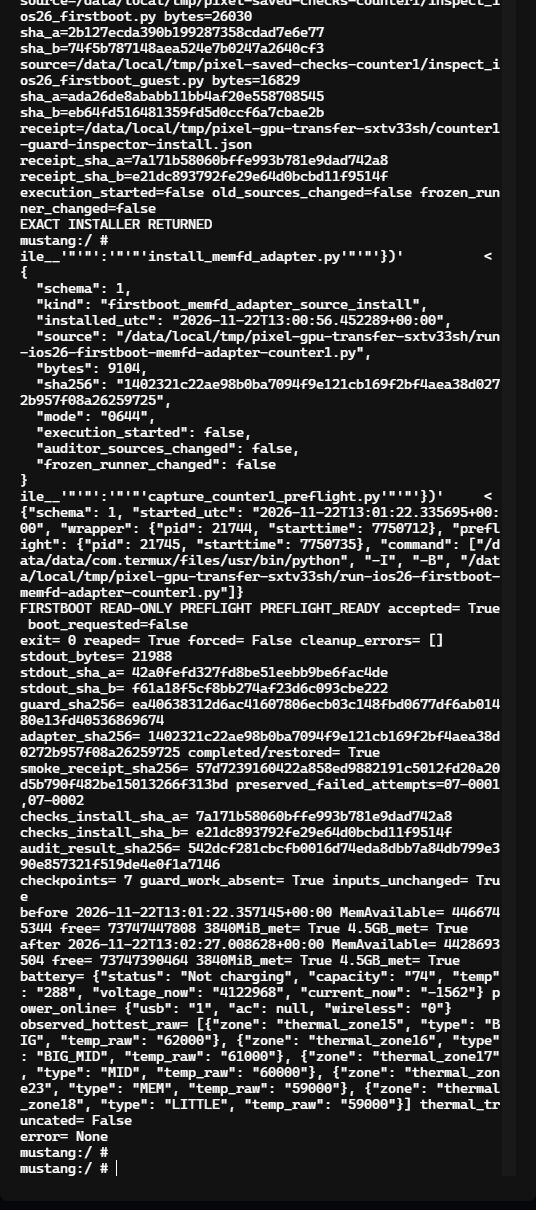 source=/data/local/tmp/pixel-saved-checks-counter1/inspect_i
os26_firstboot.py bytes=26030
sha_a=2b127ecda390b199287358cdad7e6e77
sha_b=74f5b787148aea524e7b0247a2640cf3
source=/data/local/tmp/pixel-saved-checks-counter1/inspect_i
os26_firstboot_guest.py bytes=16829
sha_a=ada26de8ababb11bb4af20e558708545
sha_b=eb64fd516481359fd5d0ccf6a7cbae2b
receipt=/data/local/tmp/pixel-gpu-transfer-sxtv33sh/counter1
-guard-inspector-install.json
receipt_sha_a=7a171b58060bffe993b781e9dad742a8
receipt_sha_b=e21dc893792fe29e64d0bcbd11f9514f
execution_started=false old_sources_changed=false frozen_run
ner_changed=false
EXACT INSTALLER RETURNED
mustang:/ #
ile__'"'"':'"'"'install_memfd_adapter.py'"'"'})'          <
{
  "schema": 1,
  "kind": "firstboot_memfd_adapter_source_install",
  "installed_utc": "2026-11-22T13:00:56.452289+00:00",
  "source": "/data/local/tmp/pixel-gpu-transfer-sxtv33sh/run
-ios26-firstboot-memfd-adapter-counter1.py",
  "bytes": 9104,
  "sha256": "1402321c22ae98b0ba7094f9e121cb169f2bf4aea38d027
2b957f08a26259725",
  "mode": "0644",
  "execution_started": false,
  "auditor_sources_changed": false,
  "frozen_runner_changed": false
}
ile__'"'"':'"'"'capture_counter1_preflight.py'"'"'})'     <
{"schema": 1, "started_utc": "2026-11-22T13:01:22.335695+00:
00", "wrapper": {"pid": 21744, "starttime": 7750712}, "prefl
ight": {"pid": 21745, "starttime": 7750735}, "command": ["/d
ata/data/com.termux/files/usr/bin/python", "-I", "-B", "/dat
a/local/tmp/pixel-gpu-transfer-sxtv33sh/run-ios26-firstboot-
memfd-adapter-counter1.py"]}
FIRSTBOOT READ-ONLY PREFLIGHT PREFLIGHT_READY accepted= True
 boot_requested=false
exit= 0 reaped= True forced= False cleanup_errors= []
stdout_bytes= 21988
stdout_sha_a= 42a0fefd327fd8be51eebb9be6fac4de
stdout_sha_b= f61a18f5cf8bb274af23d6c093cbe222
guard_sha256= ea40638312d6ac41607806ecb03c148fbd0677df6ab014
80e13fd40536869674
adapter_sha256= 1402321c22ae98b0ba7094f9e121cb169f2bf4aea38d
0272b957f08a26259725 completed/restored= True
smoke_receipt_sha256= 57d7239160422a858ed9882191c5012fd20a20
d5b790f482be15013266f313bd preserved_failed_attempts=07-0001
,07-0002
checks_install_sha_a= 7a171b58060bffe993b781e9dad742a8
checks_install_sha_b= e21dc893792fe29e64d0bcbd11f9514f
audit_result_sha256= 542dcf281cbcfb0016d74eda8dbb7a84db799e3
90e857321f519de4e0f1a7146
checkpoints= 7 guard_work_absent= True inputs_unchanged= Tru
e
before 2026-11-22T13:01:22.357145+00:00 MemAvailable= 446674
5344 free= 73747447808 3840MiB_met= True 4.5GB_met= True
after 2026-11-22T13:02:27.008628+00:00 MemAvailable= 4428693
504 free= 73747390464 3840MiB_met= True 4.5GB_met= True
battery= {"status": "Not charging", "capacity": "74", "temp"
: "288", "voltage_now": "4122968", "current_now": "-1562"} p
ower_online= {"usb": "1", "ac": null, "wireless": "0"}
observed_hottest_raw= [{"zone": "thermal_zone15", "type": "B
IG", "temp_raw": "62000"}, {"zone": "thermal_zone16", "type"
: "BIG_MID", "temp_raw": "61000"}, {"zone": "thermal_zone17"
, "type": "MID", "temp_raw": "60000"}, {"zone": "thermal_zon
e23", "type": "MEM", "temp_raw": "59000"}, {"zone": "thermal
_zone18", "type": "LITTLE", "temp_raw": "59000"}] thermal_tr
uncated= False
error= None
mustang:/ #
mustang:/ #